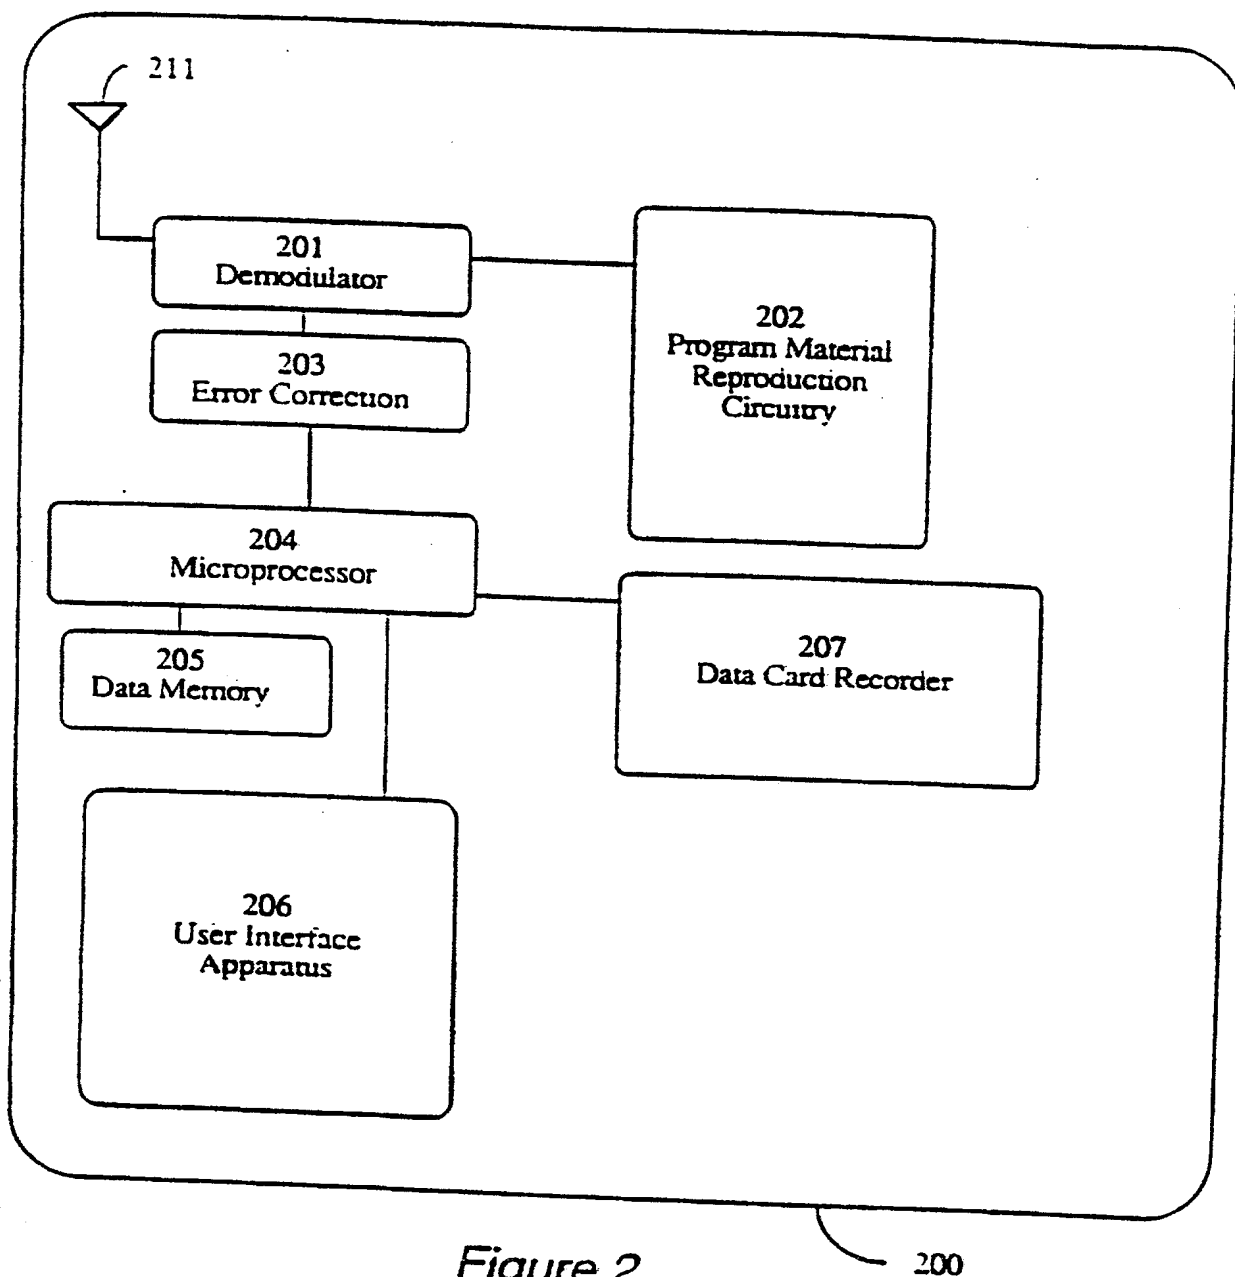 211
201
Demodulator
202
Program Material
Reproduction
Circuitry
203
Error Correction
204
Microprocessor
205
Data Memory
207
Data Card Recorder
206
User Interface
Apparatus
200
Figure 2